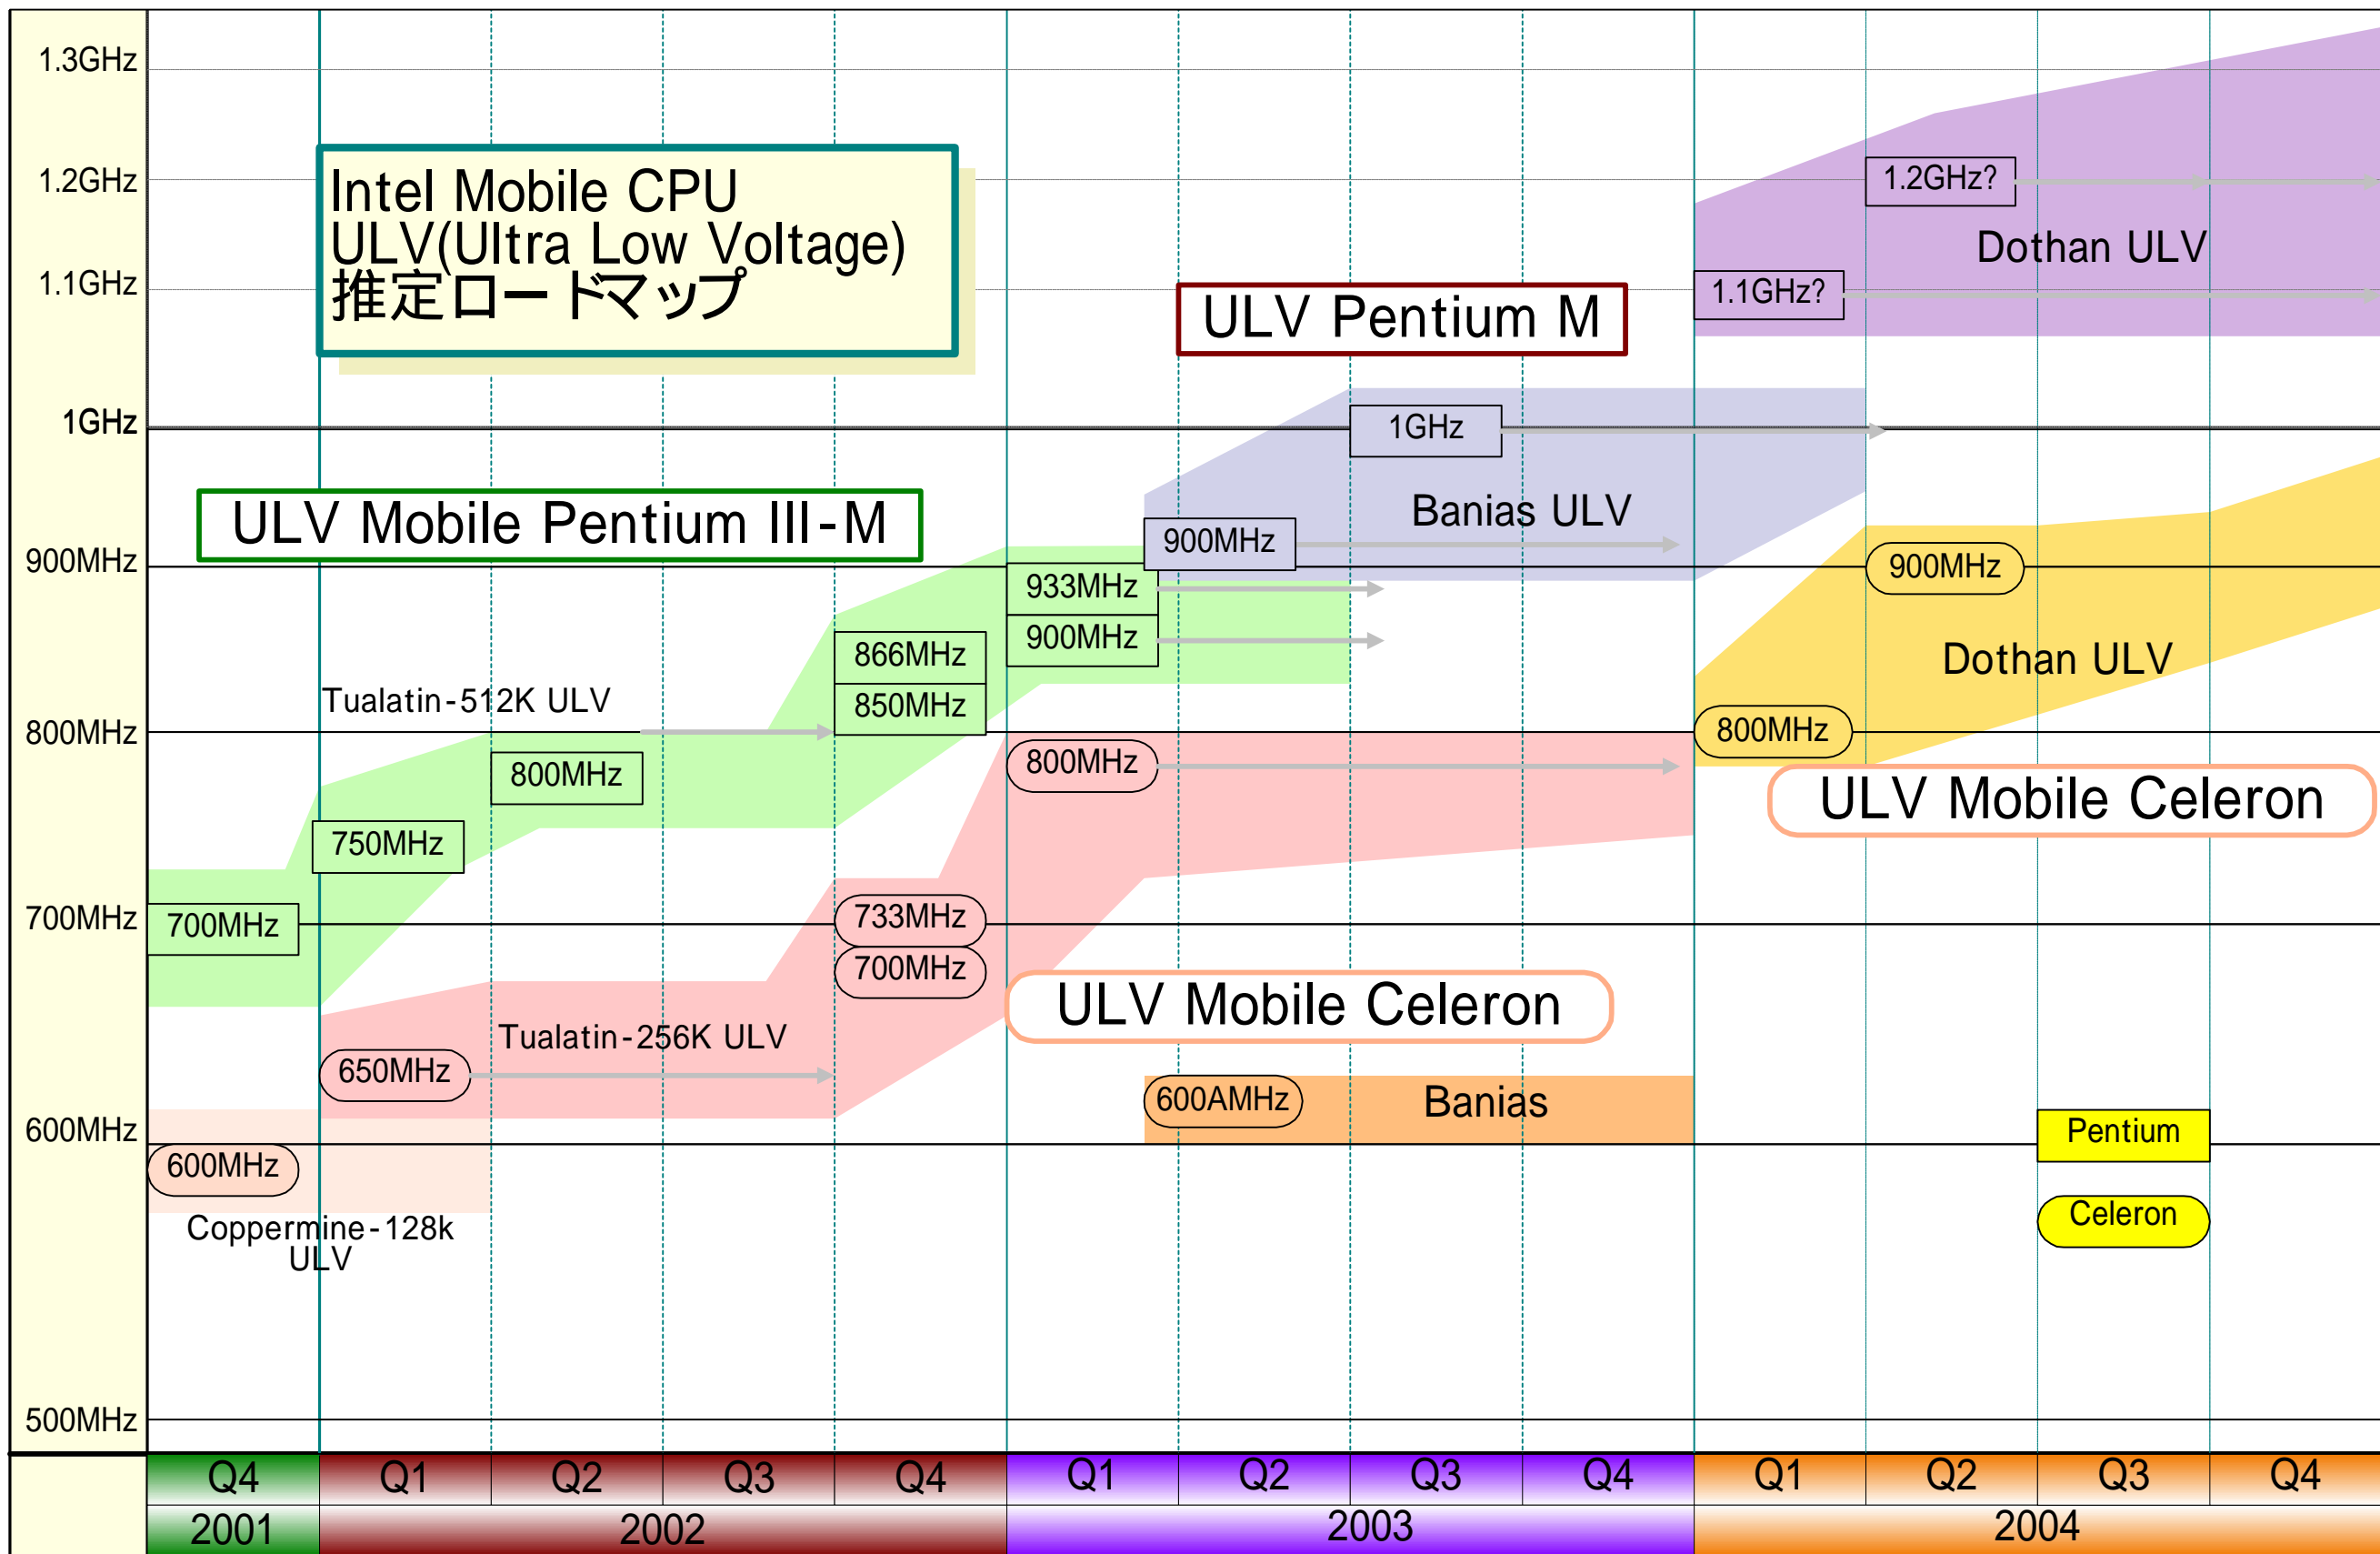 1.3GHz
1.2GHz
1.1GHz
1GHz
900MHz
800MHz
700MHz
600MHz
500MHz
Intel Mobile CPU
ULV(Ultra Low Voltage)
推定ロードマップ
ULV Pentium M
1.2GHz?
Dothan ULV
1.1GHz?
1GHz
Banias ULV
900MHz
ULV Mobile Pentium III-M
933MHz
900MHz
866MHz
850MHz
Tualatin-512K ULV
800MHz
750MHz
700MHz
900MHz
Dothan ULV
800MHz
ULV Mobile Celeron
800MHz
733MHz
700MHz
ULV Mobile Celeron
Tualatin-256K ULV
650MHz
600AMHz
Banias
600MHz
Coppermine-128k
ULV
Pentium
Celeron
Q4 Q1 Q2 Q3 Q4 Q1 Q2 Q3 Q4 Q1 Q2 Q3 Q4
2001 2002 2003 2004